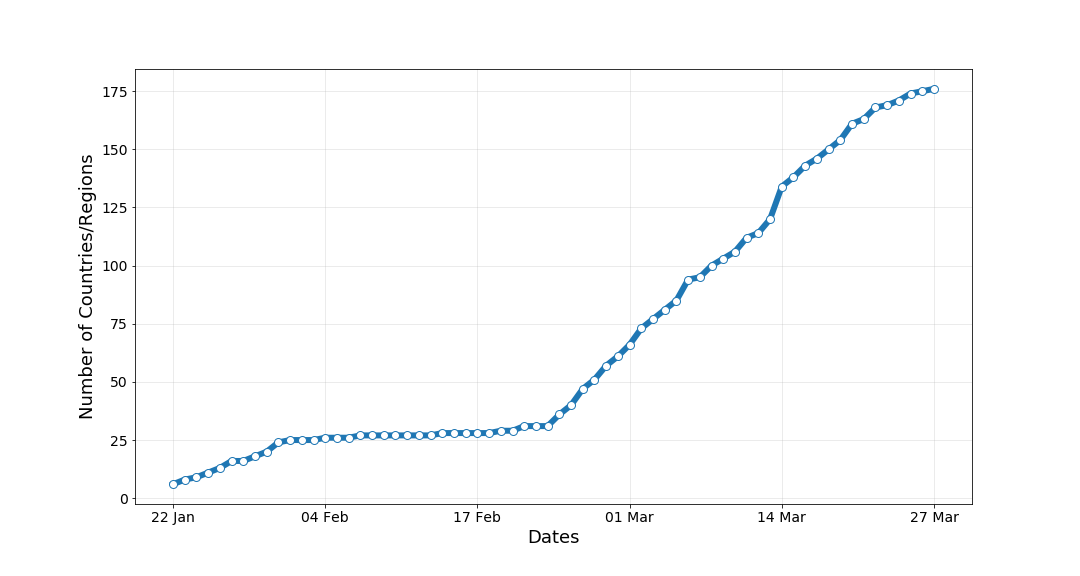 175
150
125
100
75
50
25
0
Number of Countries/Regions
22 Jan
04 Feb
17 Feb
01 Mar
14 Mar
27 Mar
Dates